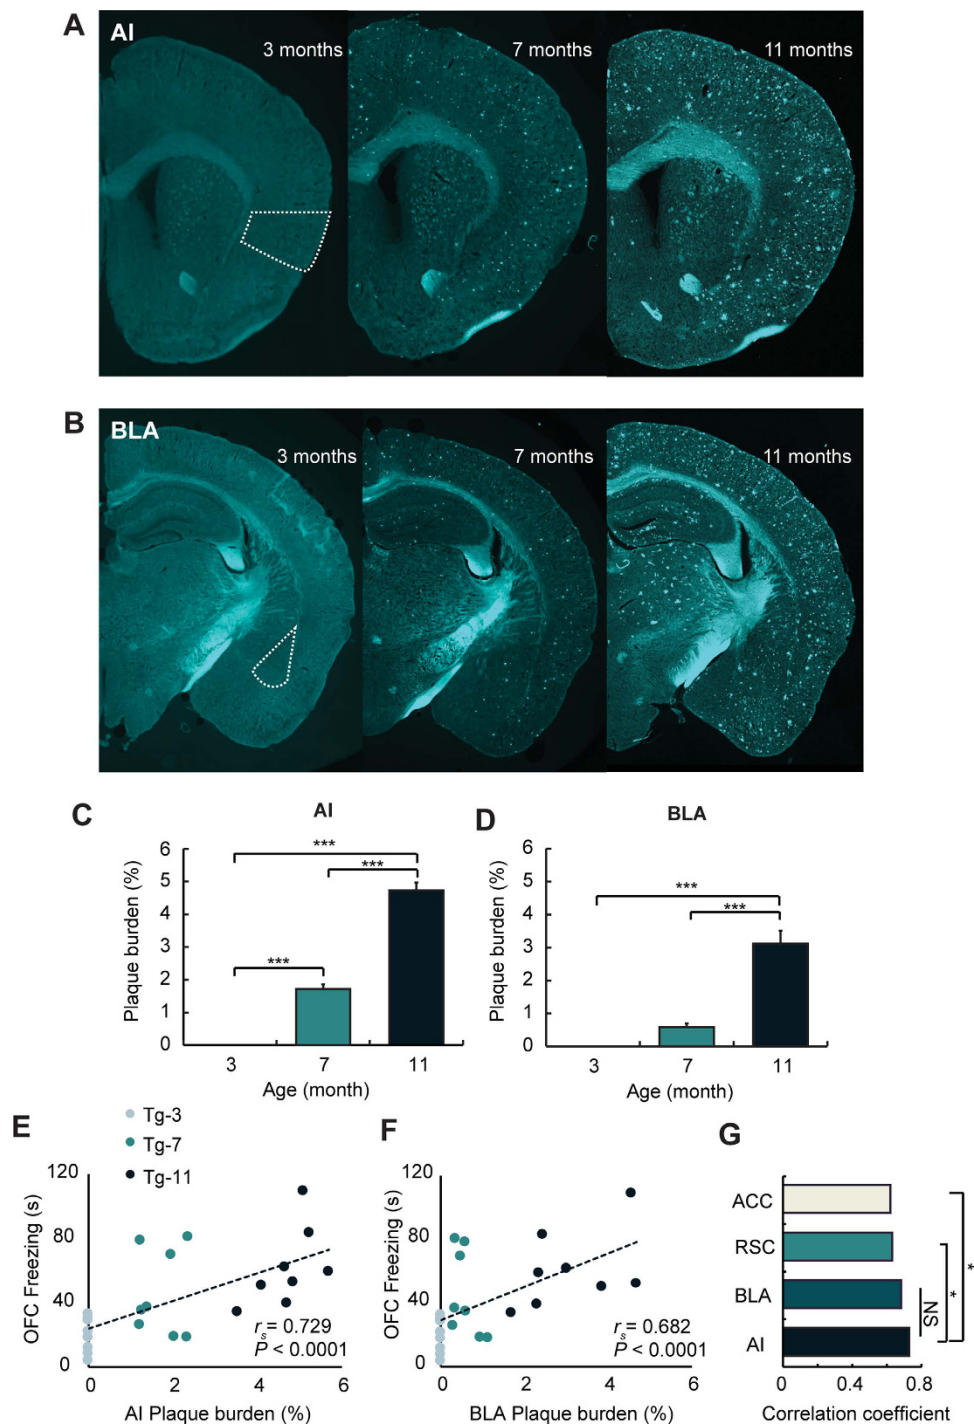 A
AI
3 months
7 months
11 months
B
BLA
3 months
7 months
11 months
C
AI
Plaque burden (%)
6
5
4
3
2
1
0
***
***
***
3
7
11
Age (month)
D
BLA
Plaque burden (%)
6
5
4
3
2
1
0
***
***
3
7
11
Age (month)
E
Tg-3
Tg-7
Tg-11
OFC Freezing (s)
120
80
40
0
rs = 0.729
P < 0.0001
0
2
4
6
AI Plaque burden (%)
F
OFC Freezing (s)
120
80
40
0
rs = 0.682
P < 0.0001
0
2
4
6
BLA Plaque burden (%)
G
ACC
RSC
BLA
AI
NS
*
*
0
0.4
0.8
Correlation coefficient